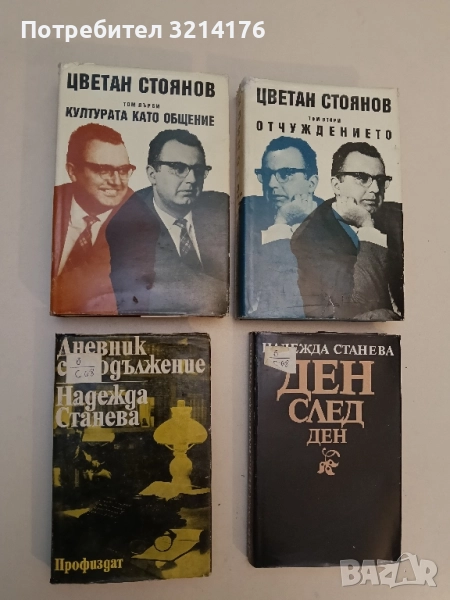 Потребител 3214176
ЦВЕТАН СТОЯНОВ
ТОМ ПЪРВИ
КУЛТУРАТА КАТО ОБЩЕНИЕ
ЦВЕТАН СТОЯНОВ
ТОМ ВТОРИ
ОТЧУЖДЕНИЕТО
Дневник
с продължение
Надежда
Станева
Профиздат
НАДЕЖДА СТАНЕВА
ДЕН
СЛЕД
ДЕН
BAZAR